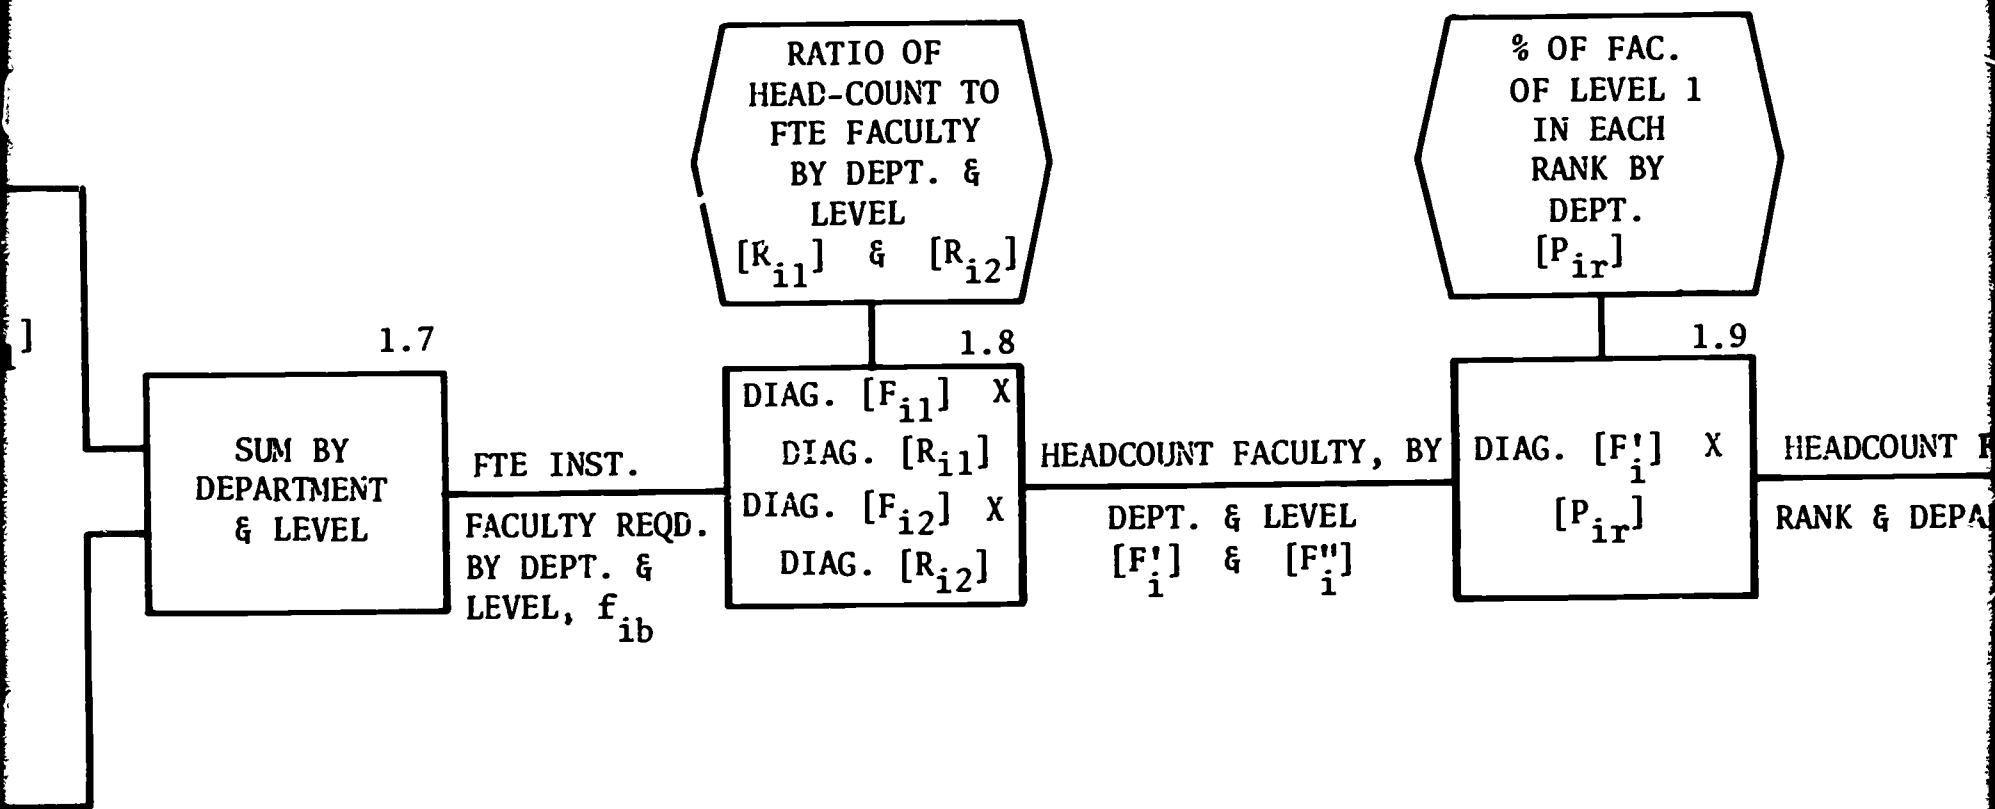 RATIO OF
HEAD-COUNT TO
FTE FACULTY
BY DEPT. &
LEVEL
[R_i1] & [R_i2]
% OF FAC.
OF LEVEL 1
IN EACH
RANK BY
DEPT.
[P_ir]
]
1.7
SUM BY
DEPARTMENT
& LEVEL
FTE INST.
FACULTY REQD.
BY DEPT. &
LEVEL, f_ib
1.8
DIAG. [F_i1] X
DIAG. [R_i1]
DIAG. [F_i2] X
DIAG. [R_i2]
HEADCOUNT FACULTY, BY
DEPT. & LEVEL
[F'_i] & [F"_i]
1.9
DIAG. [F'_i] X
[P_ir]
HEADCOUNT
RANK &